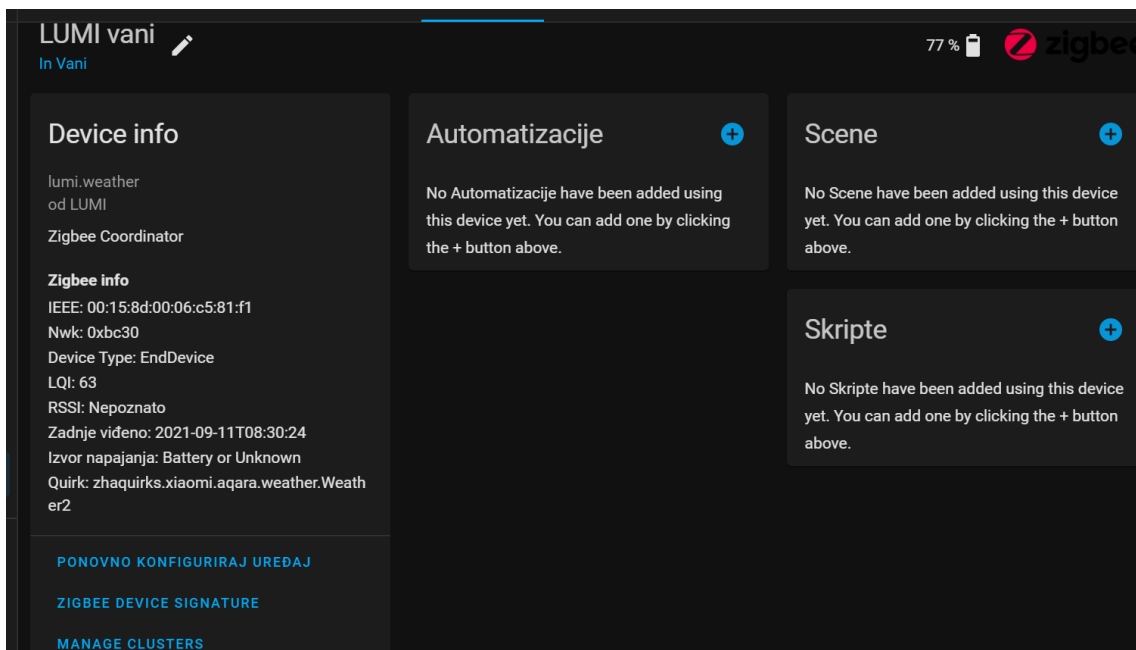 LUMI vani
In Vani
77 %
zigbee
Device info
lumi.weather
od LUMI
Zigbee Coordinator
Zigbee info
IEEE: 00:15:8d:00:06:c5:81:f1
Nwk: 0xbc30
Device Type: EndDevice
LQI: 63
RSSI: Nepoznato
Zadnje viđeno: 2021-09-11T08:30:24
Izvor napajanja: Battery or Unknown
Quirk: zhaquirks.xiaomi.aqara.weather.Weath
er2
PONOVNO KONFIGURIRAJ UREĐAJ
ZIGBEE DEVICE SIGNATURE
MANAGE CLUSTERS
Automatizacije
No Automatizacije have been added using
this device yet. You can add one by clicking
the + button above.
Scene
No Scene have been added using this device
yet. You can add one by clicking the + button
above.
Skripte
No Skripte have been added using this device
yet. You can add one by clicking the + button
above.